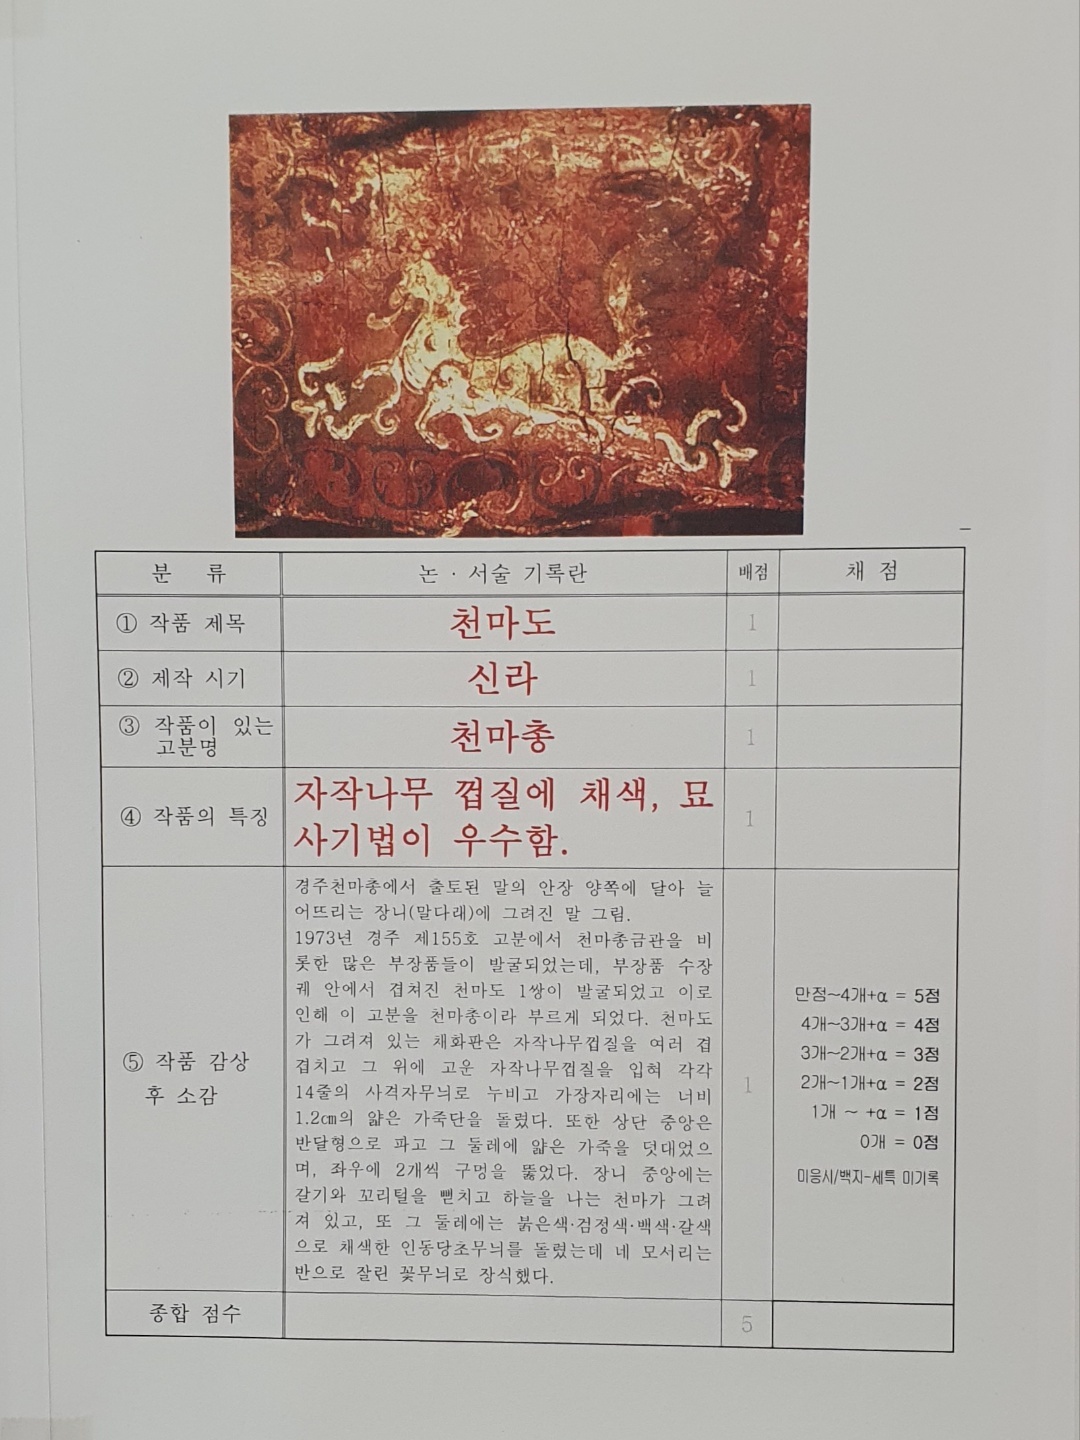 분 류 논·서술 기록란 배점 채 점
① 작품 제목 천마도 1
② 제작 시기 신라 1
③ 작품이 있는
고분명 천마총 1
④ 작품의 특징 자작나무 껍질에 채색, 묘
사기법이 우수함. 1
⑤ 작품 감상
후 소감
경주천마총에서 출토된 말의 안장 양쪽에 달아 늘
어뜨리는 장니(말다래)에 그려진 말 그림.
1973년 경주 제155호 고분에서 천마총금관을 비
롯한 많은 부장품들이 발굴되었는데, 부장품 수장
궤 안에서 겹쳐진 천마도 1쌍이 발굴되었고 이로
인해 이 고분을 천마총이라 부르게 되었다. 천마도
가 그려져 있는 채화판은 자작나무껍질을 여러 겹
겹치고 그 위에 고운 자작나무껍질을 입혀 각각
14줄의 사격자무늬로 누비고 가장자리에는 너비
1.2㎝의 얇은 가죽단을 돌렸다. 또한 상단 중앙은
반달형으로 파고 그 둘레에 얇은 가죽을 덧대었으
며, 좌우에 2개씩 구멍을 뚫었다. 장니 중앙에는
갈기와 꼬리털을 뻗치고 하늘을 나는 천마가 그려
져 있고, 또 그 둘레에는 붉은색·검정색·백색·갈색
으로 채색한 인동당초무늬를 돌렸는데 네 모서리는
반으로 잘린 꽃무늬로 장식했다.
1
만점~4개+α = 5점
4개~3개+α = 4점
3개~2개+α = 3점
2개~1개+α = 2점
1개 ~ +α = 1점
0개 = 0점
미응시/백지-세특 미기록
종합 점수 5